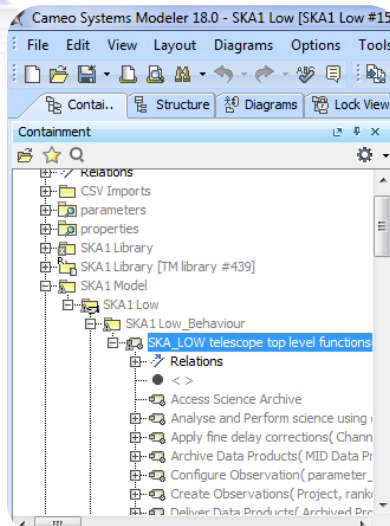 Cameo Systems Modeler 18.0 - SKA1 Low [SKA1 Low #15
File Edit View Layout Diagrams Options Tools
Contai.. Structure Diagrams Lock View
Containment
Relations
CSV Imports
parameters
properties
SKA1 Library
SKA1 Library [TM library #439]
SKA1 Model
SKA1 Low
SKA1 Low_Behaviour
SKA_LOW telescope top level functions
Relations
< >
Access Science Archive
Analyse and Perform science using
Apply fine delay corrections( Chann
Archive Data Products( MID Data Pr
Configure Observation( parameter_
Create Observations( Project, rank
Deliver Data Products( Archived Pro